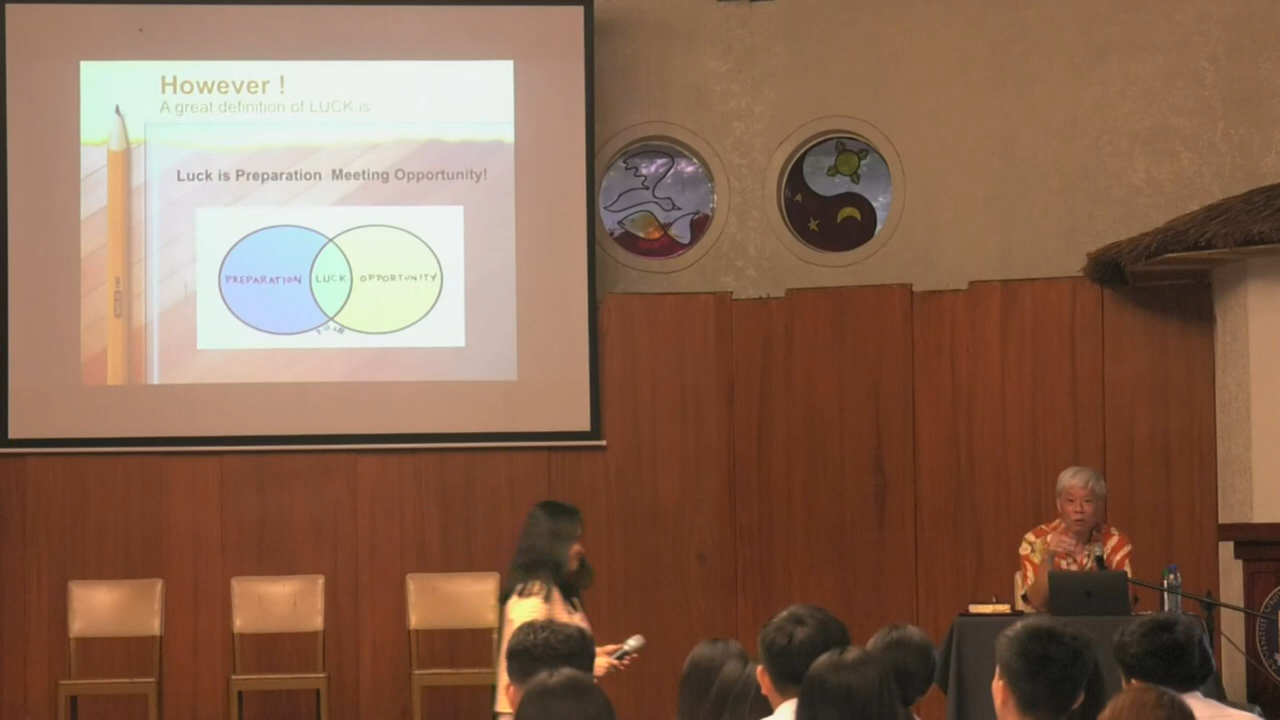 However !
A great definition of LUCK is
Luck is Preparation Meeting Opportunity!
PREPARATION LUCK OPPORTUNITY